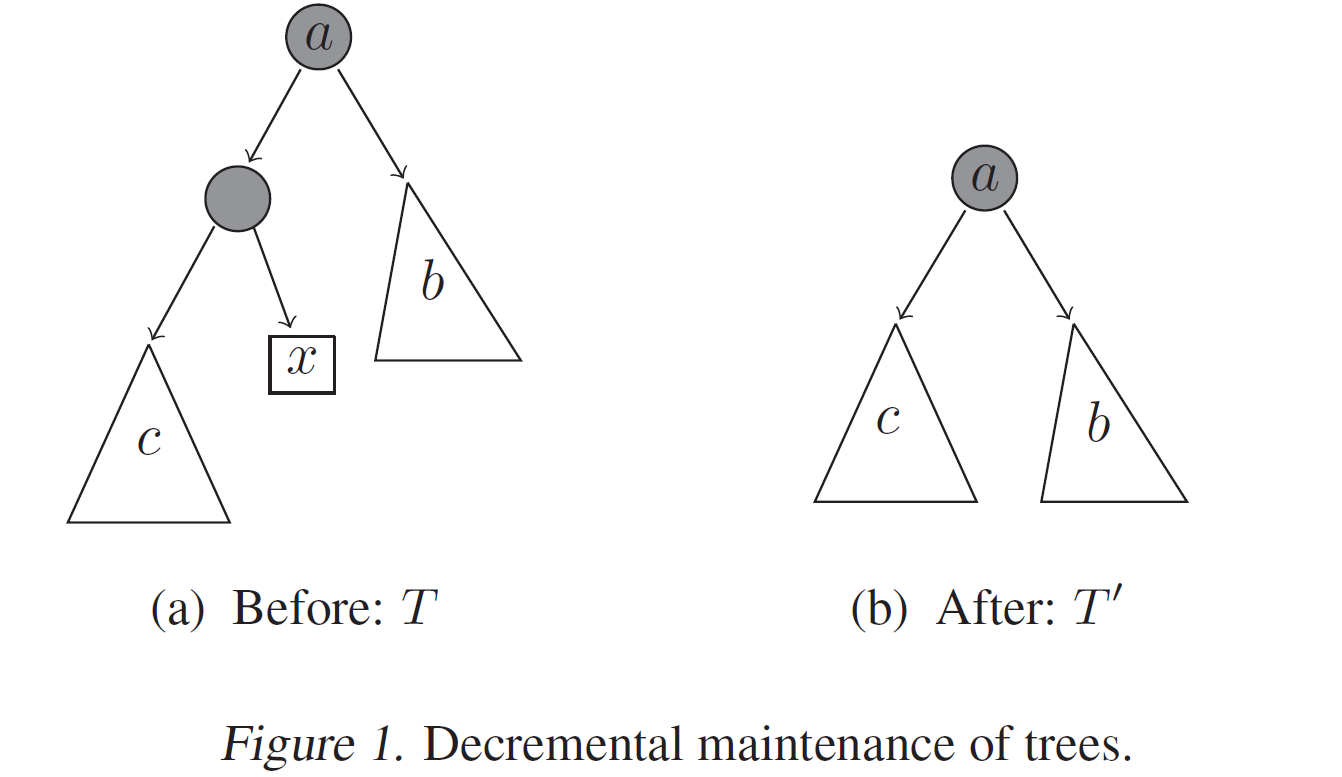 a
a
b
x
c
c
b
(a) Before: T
(b) After: T′
Figure 1. Decremental maintenance of trees.